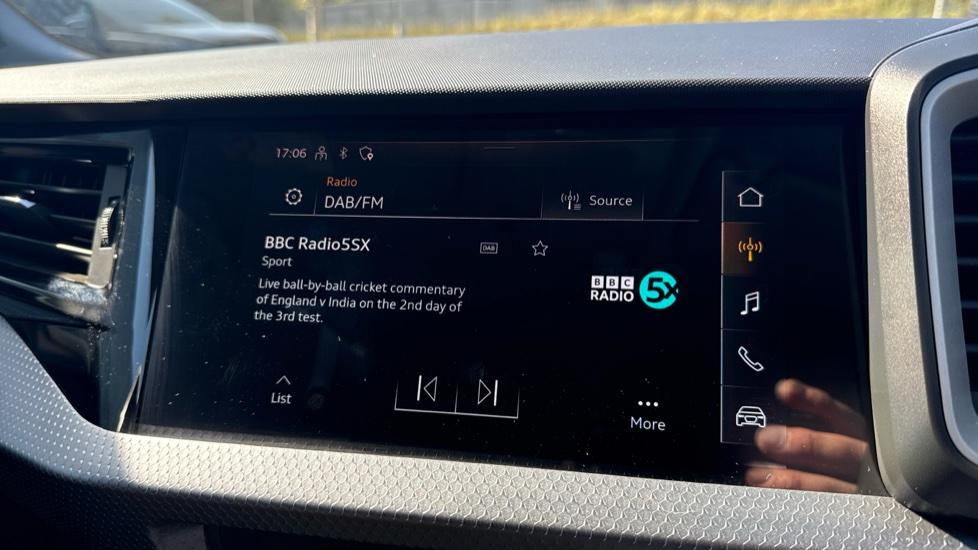 17:06
Radio
DAB/FM
Source
BBC Radio5SX
DAB
Sport
Live ball-by-ball cricket commentary
of England v India on the 2nd day of
the 3rd test.
BBC
RADIO 5x
List
More